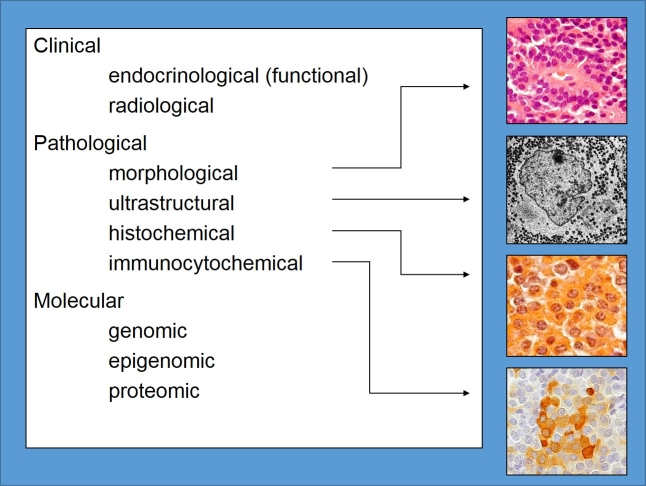 Clinical
endocrinological (functional)
radiological
Pathological
morphological
ultrastructural
histochemical
immunocytochemical
Molecular
genomic
epigenomic
proteomic